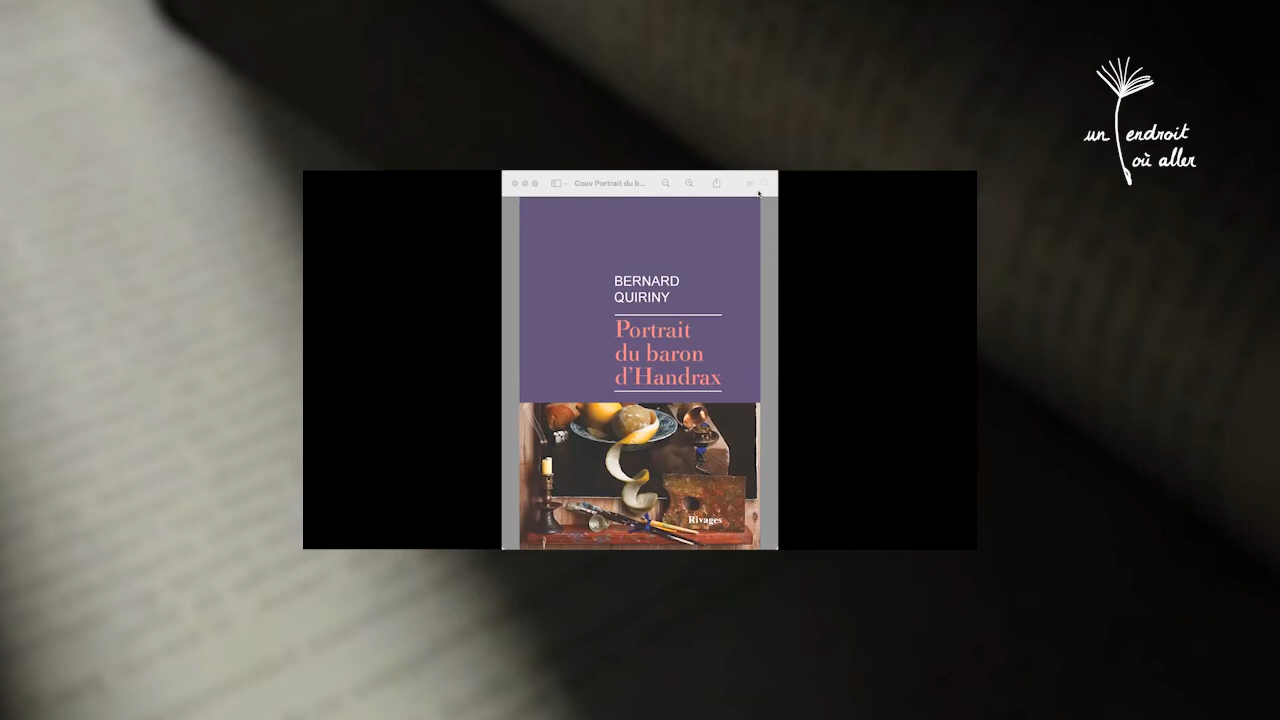 un endroit
où aller
Couv Portrait du b...
BERNARD
QUIRINY
Portrait
du baron
d'Handrax
Rivages